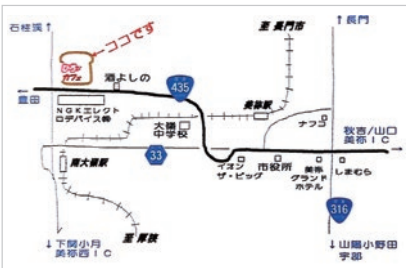 石柱渓↑
ココです
カフェ
酒よしの
至 長門市
↑長門
国道
435
←豊田
NGKエレクト
ロデバイス㈱
美祢駅
大嶺
中学校
ナフコ
秋吉/山口
美祢IC
→
33
南大嶺駅
イオン
ザ・ビッグ
市役所
美祢
グランド
ホテル
しまむら
316
↓下関小月
美祢西IC
至 厚狭
↓山陽小野田
宇部